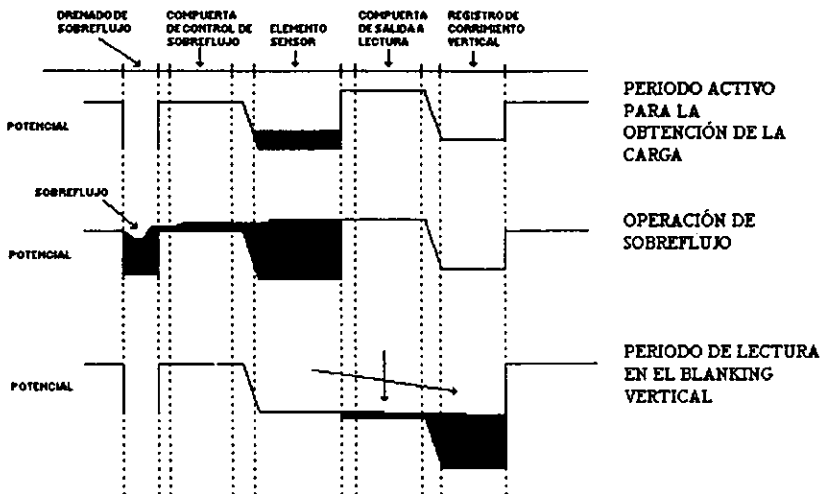 DRENADO DE
SOBREFLUJO
COMPUERTA
DE CONTROL DE
SOBREFLUJO
ELEMENTO
SENSOR
COMPUERTA
DE SALIDA A
LECTURA
REGISTRO DE
CORRIMIENTO
VERTICAL
POTENCIAL
PERIODO ACTIVO
PARA LA
OBTENCIÓN DE LA
CARGA
SOBREFLUJO
POTENCIAL
OPERACIÓN DE
SOBREFLUJO
POTENCIAL
PERIODO DE LECTURA
EN EL BLANKING
VERTICAL